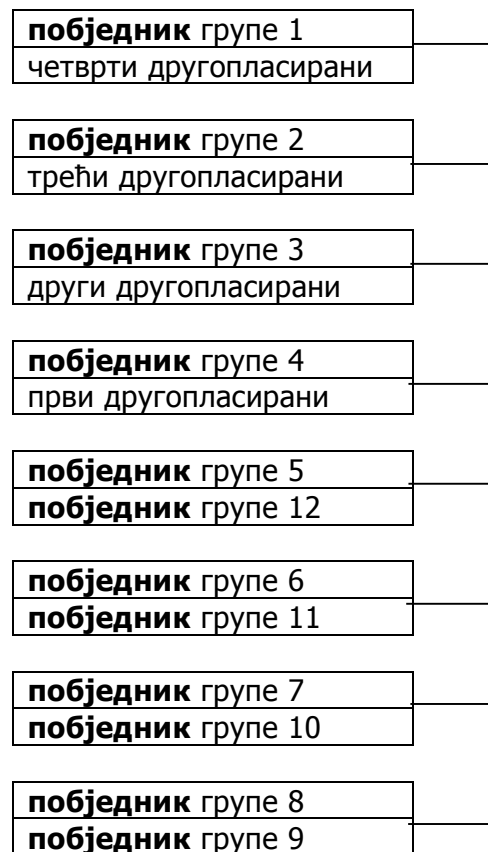 побједник групе 1
четврти другопласирани
побједник групе 2
трећи другопласирани
побједник групе 3
други другопласирани
побједник групе 4
први другопласирани
побједник групе 5
побједник групе 12
побједник групе 6
побједник групе 11
побједник групе 7
побједник групе 10
побједник групе 8
побједник групе 9